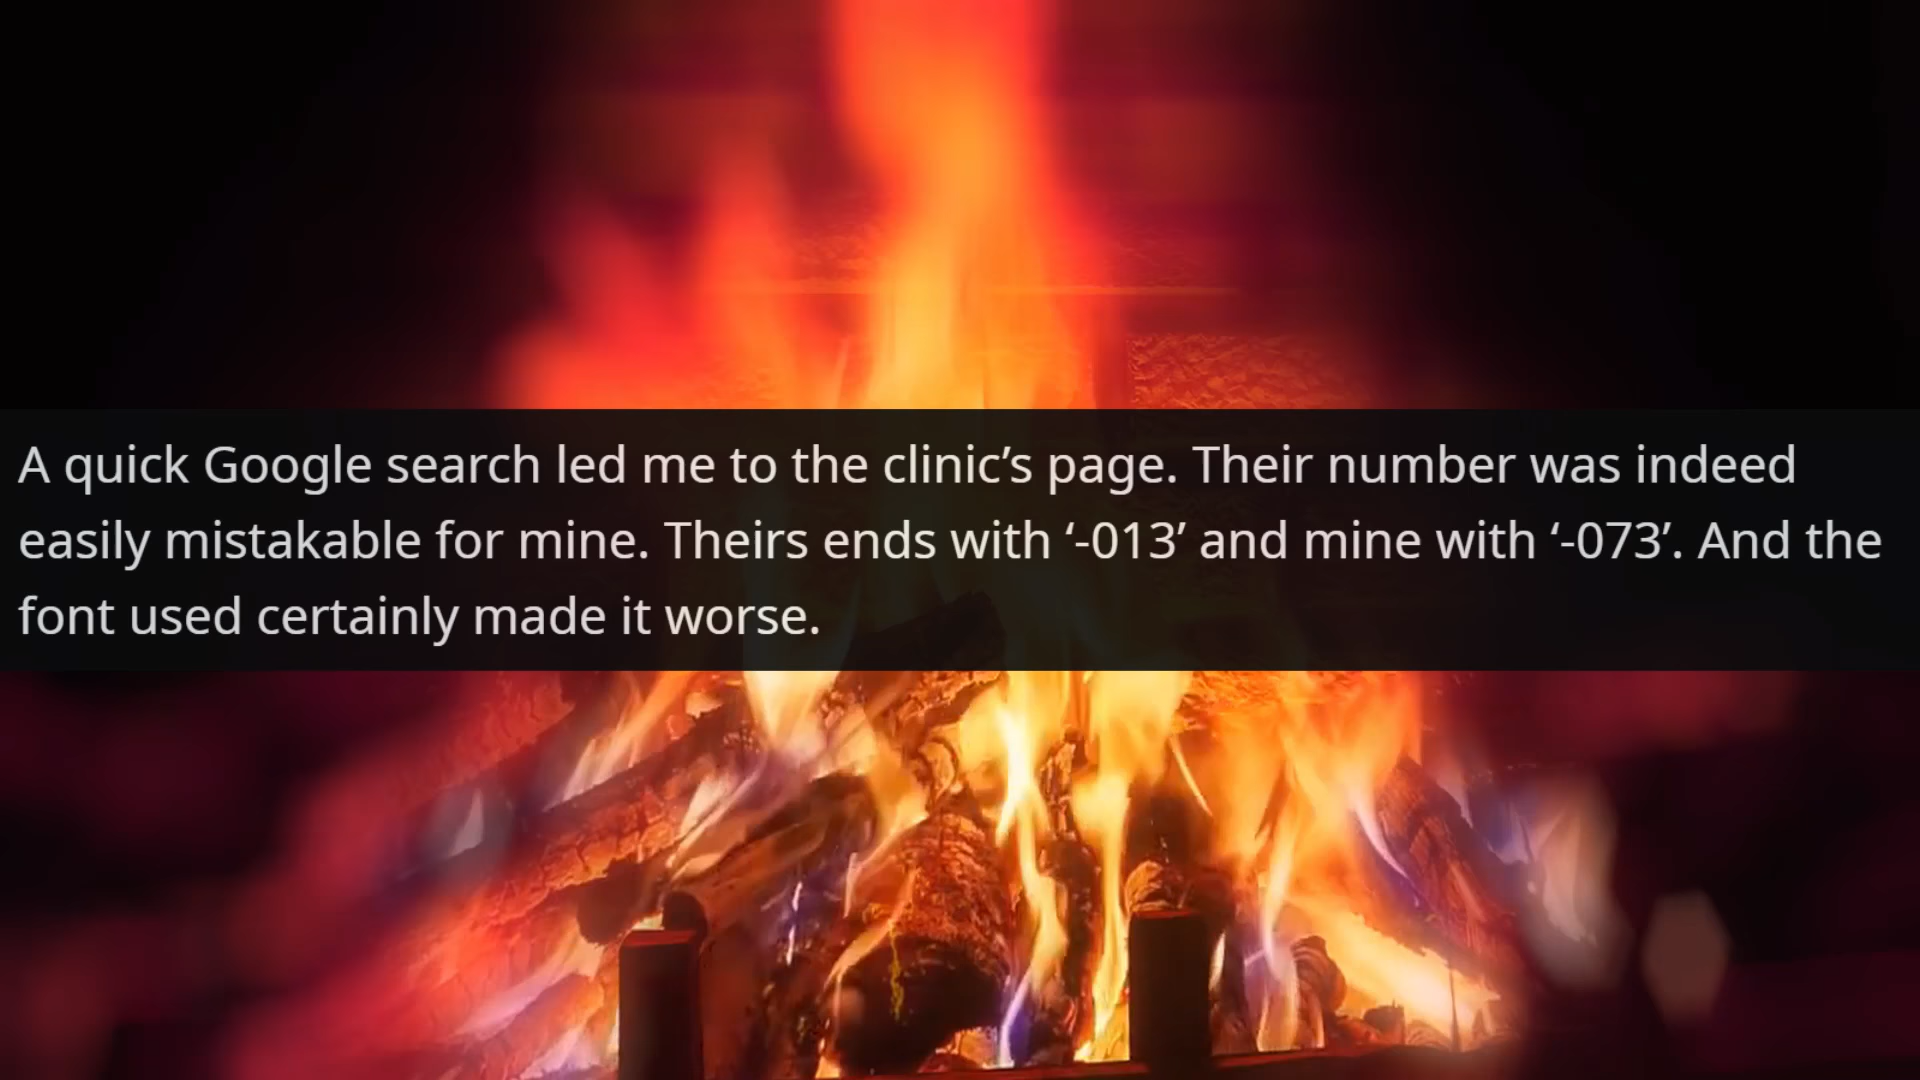 A quick Google search led me to the clinic’s page. Their number was indeed
easily mistakable for mine. Theirs ends with ‘-013’ and mine with ‘-073’. And the
font used certainly made it worse.